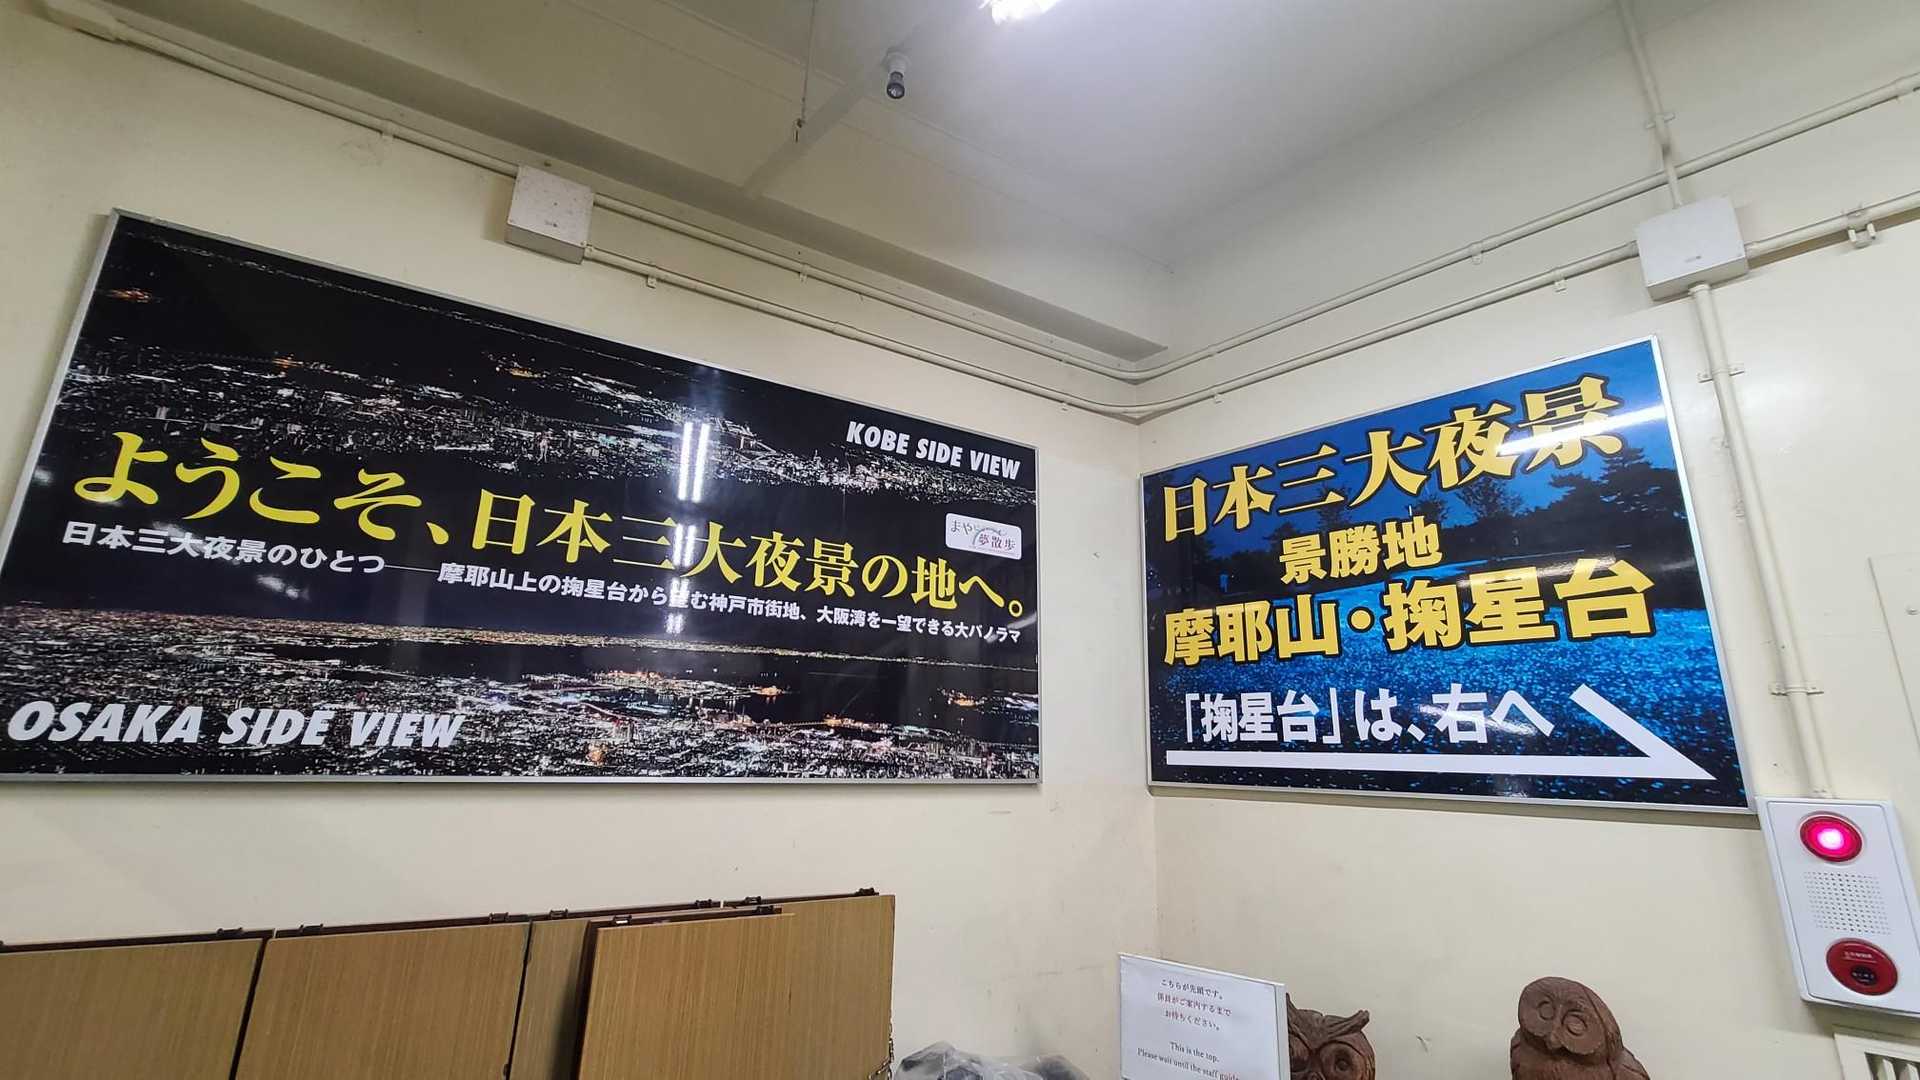 KOBE SIDE VIEW
ようこそ、日本三大夜景の地へ。
まや
夢散歩
日本三大夜景のひとつ──摩耶山上の掬星台から望む神戸市街地、大阪湾を一望できる大パノラマ
OSAKA SIDE VIEW
日本三大夜景
景勝地
摩耶山・掬星台
「掬星台」は、右へ
こちらが先頭です。
係員がご案内するまで
お待ちください。
This is the top.
Please wait until the staff guide